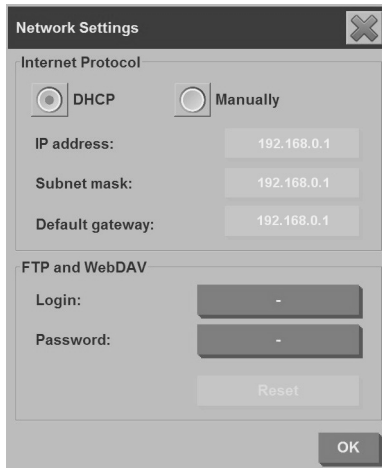 Network Settings
Internet Protocol
DHCP Manually
IP address: 192.168.0.1
Subnet mask: 192.168.0.1
Default gateway: 192.168.0.1
FTP and WebDAV
Login: -
Password: -
Reset
OK